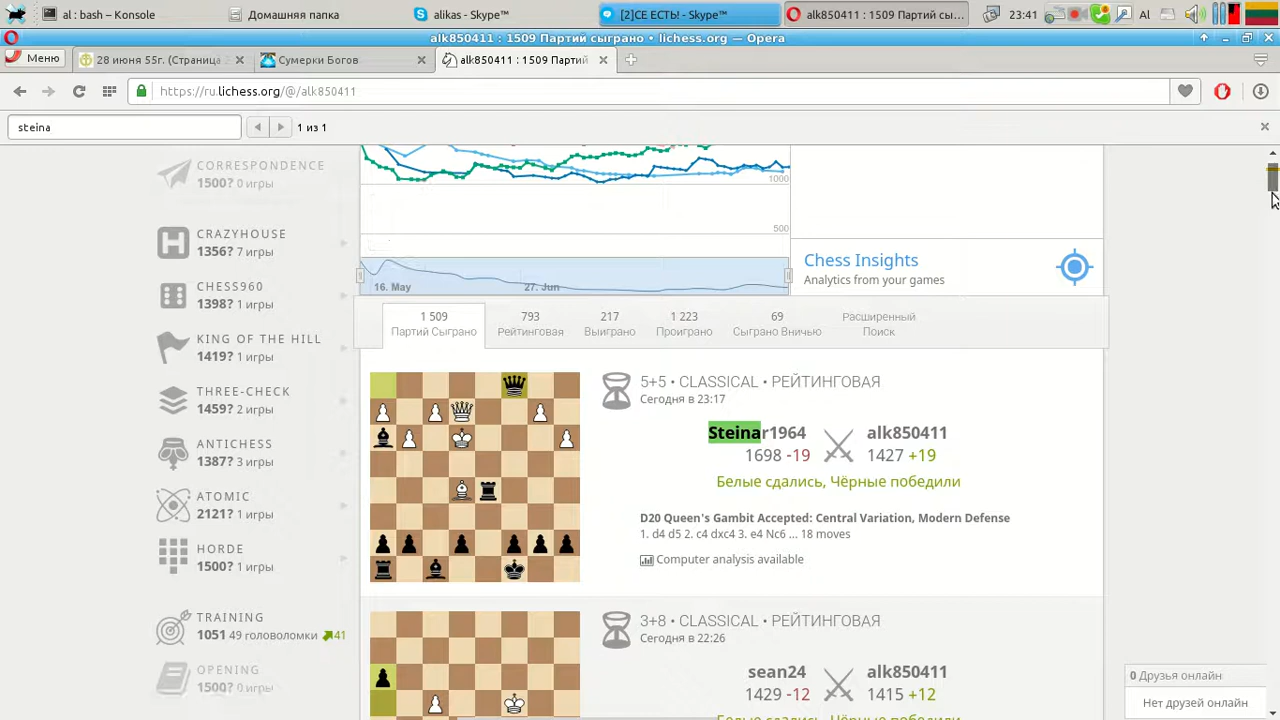 al : bash – Konsole
Домашняя папка
alikas - Skype™
[2]СЕ ЕСТЬ! - Skype™
alk850411 : 1509 Партий сы...
23:41
Al
alk850411 : 1509 Партий сыграно • lichess.org — Opera
Меню
28 июня 55г. (Страница
Сумерки Богов
alk850411 : 1509 Партий
https://ru.lichess.org/@/alk850411
steina
1 из 1
CORRESPONDENCE
1500? 0 игры
CRAZYHOUSE
1356? 7 игры
CHESS960
1398? 1 игры
KING OF THE HILL
1419? 1 игры
THREE-CHECK
1459? 2 игры
ANTICHESS
1387? 3 игры
ATOMIC
2121? 1 игры
HORDE
1500? 1 игры
TRAINING
1051 49 головоломки 41
OPENING
1500? 0 игры
1000
500
16. May
27. Jun
Chess Insights
Analytics from your games
1 509
Партий Сыграно
793
Рейтинговая
217
Выиграно
1 223
Проиграно
69
Сыграно Вничью
Расширенный
Поиск
5+5 • CLASSICAL • РЕЙТИНГОВАЯ
Сегодня в 23:17
Steinar1964
alk850411
1698 -19
1427 +19
Белые сдались, Чёрные победили
D20 Queen's Gambit Accepted: Central Variation, Modern Defense
1. d4 d5 2. c4 dxc4 3. e4 Nc6 ... 18 moves
Computer analysis available
3+8 • CLASSICAL • РЕЙТИНГОВАЯ
Сегодня в 22:26
sean24
alk850411
1429 -12
1415 +12
Белые сдались, Чёрные победили
0 Друзья онлайн
Нет друзей онлайн